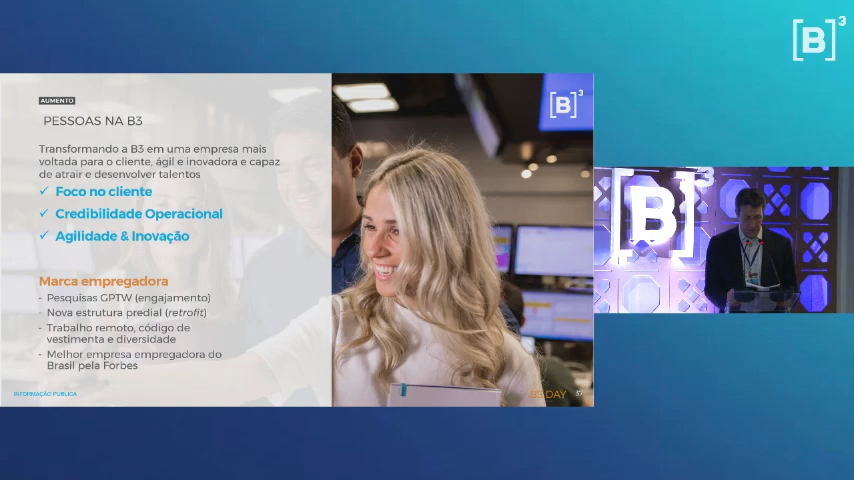 [B]³
AUMENTO
PESSOAS NA B3
Transformando a B3 em uma empresa mais
voltada para o cliente, ágil e inovadora e capaz
de atrair e desenvolver talentos
✓ Foco no cliente
✓ Credibilidade Operacional
✓ Agilidade & Inovação
Marca empregadora
- Pesquisas GPTW (engajamento)
- Nova estrutura predial (retrofit)
- Trabalho remoto, código de
vestimenta e diversidade
- Melhor empresa empregadora do
Brasil pela Forbes
INFORMAÇÃO PÚBLICA
[B]³
B3 DAY 37
[B]³